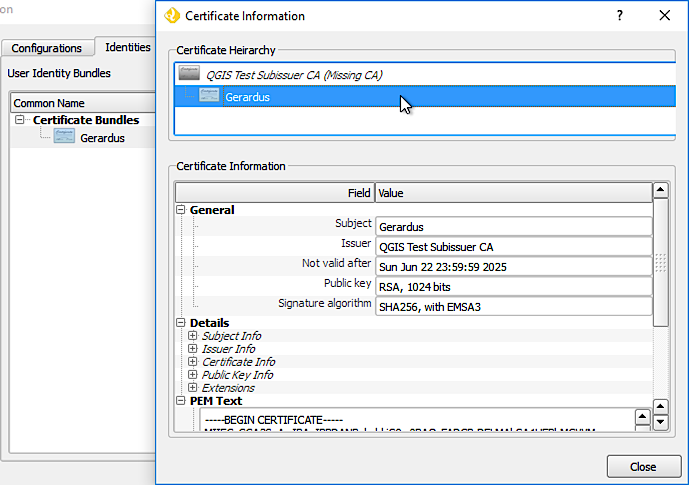 on
Certificate Information
?
Configurations
Identities
User Identity Bundles
Common Name
Certificate Bundles
Gerardus
Certificate Heirarchy
QGIS Test Subissuer CA (Missing CA)
Gerardus
Certificate Information
Field Value
General
Subject Gerardus
Issuer QGIS Test Subissuer CA
Not valid after Sun Jun 22 23:59:59 2025
Public key RSA, 1024 bits
Signature algorithm SHA256, with EMSA3
Details
Subject Info
Issuer Info
Certificate Info
Public Key Info
Extensions
PEM Text
-----BEGIN CERTIFICATE-----
Close